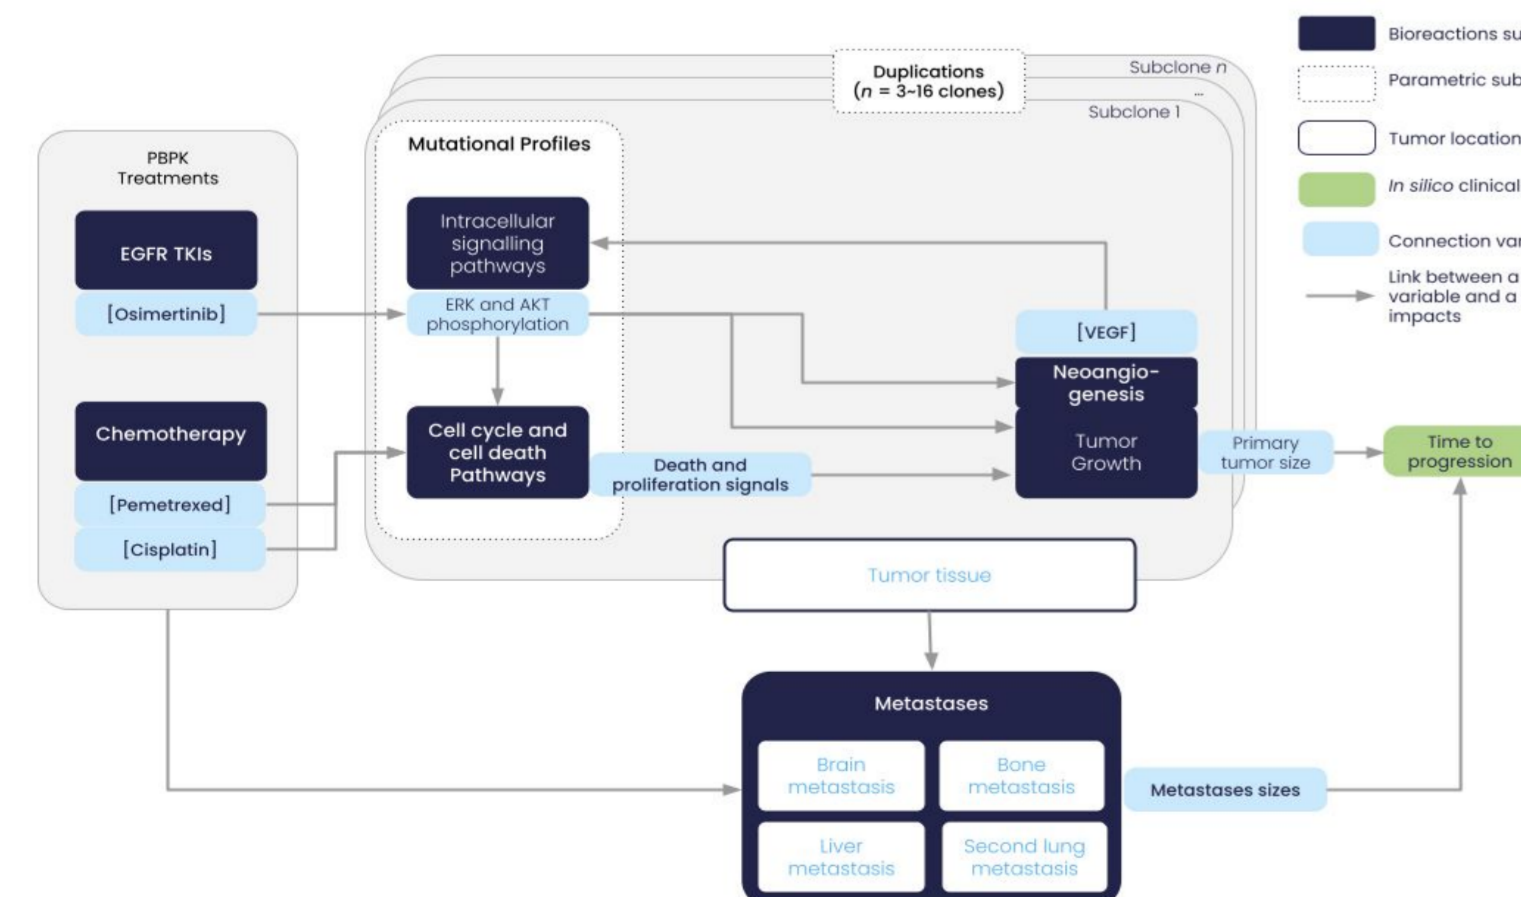 PBPK
Treatments
EGFR TKIs
[Osimertinib]
Chemotherapy
[Pemetrexed]
[Cisplatin]
Duplications
(n = 3~16 clones)
Subclone n
...
Subclone 1
Mutational Profiles
Intracellular
signalling
pathways
ERK and AKT
phosphorylation
Cell cycle and
cell death
Pathways
Death and
proliferation signals
[VEGF]
Neoangio-
genesis
Tumor
Growth
Primary
tumor size
Time to
progression
Tumor tissue
Metastases
Brain
metastasis
Bone
metastasis
Liver
metastasis
Second lung
metastasis
Metastases sizes
Bioreactions
Parametric
Tumor location
In silico clinical
Connection
Link between a
variable and a
impacts